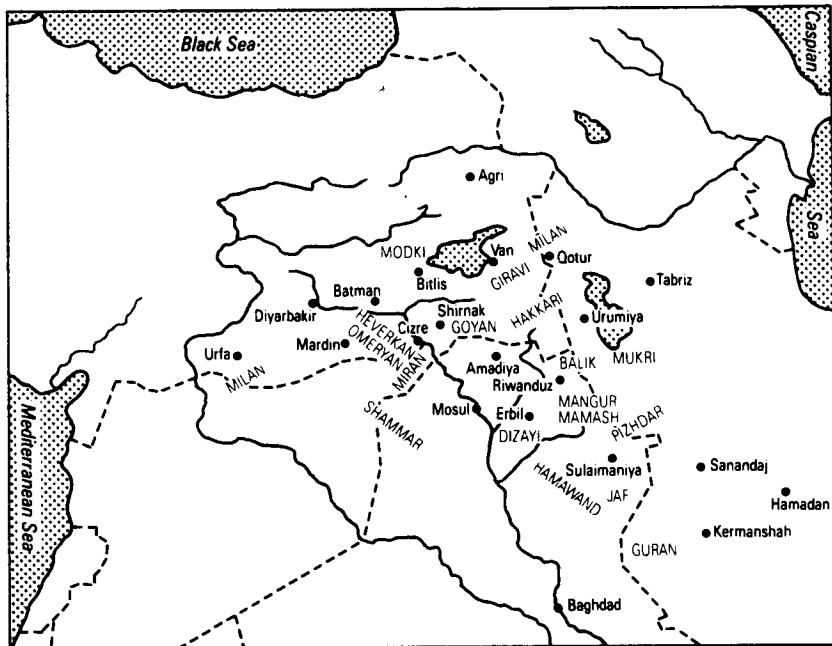 Black Sea
Caspian
Sea
Agri
MODKI
Van
MILAN
Qotur
GIRAVI
Bitlis
Tabriz
Batman
Diyarbakir
Shirnak
GOYAN
HAKKARI
Urumiya
HEVERKAN
OMERYAN
Cizre
MUKRI
Urfa
Mardin
MILAN
MIRAN
Amadiya
BALIK
Riwanduz
MANGUR
MAMASH
SHAMMAR
Mosul
Erbil
DIZAYI
PIZHDAR
Mediterranean Sea
HAMAWAND
Sulaimaniya
JAF
Sanandaj
Hamadan
GURAN
Kermanshah
Baghdad